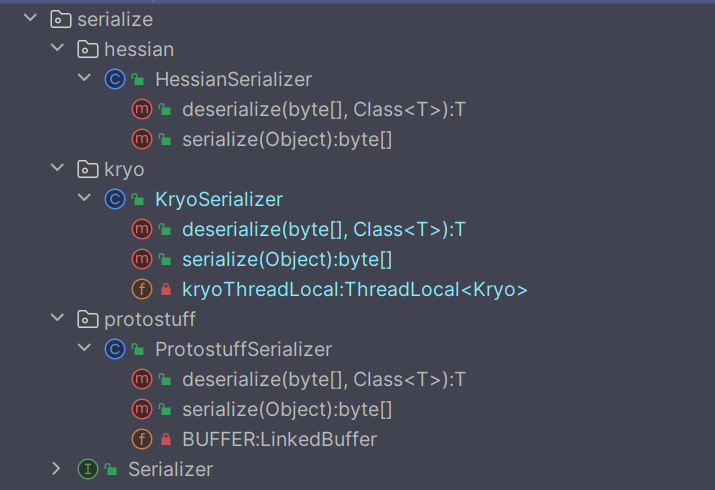 serialize
hessian
C HessianSerializer
m deserialize(byte[], Class<T>):T
m serialize(Object):byte[]
kryo
C KryoSerializer
m deserialize(byte[], Class<T>):T
m serialize(Object):byte[]
f kryoThreadLocal:ThreadLocal<Kryo>
protostuff
C ProtostuffSerializer
m deserialize(byte[], Class<T>):T
m serialize(Object):byte[]
f BUFFER:LinkedBuffer
I Serializer